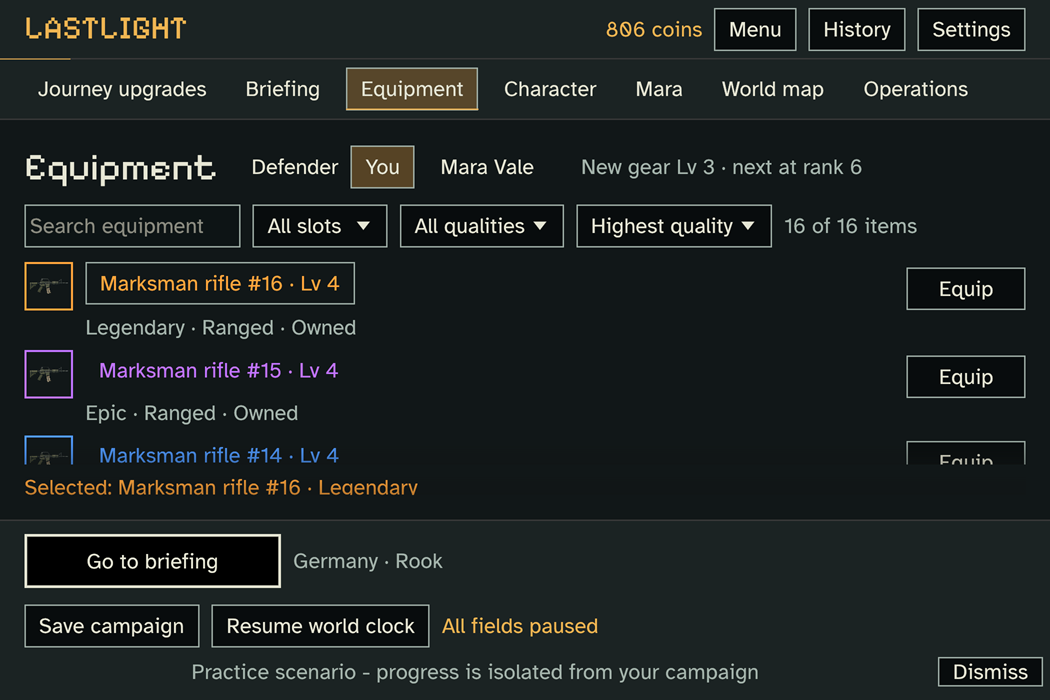 LASTLIGHT
806 coins
Menu
History
Settings
Journey upgrades
Briefing
Equipment
Character
Mara
World map
Operations
Equipment
Defender
You
Mara Vale
New gear Lv 3 · next at rank 6
Search equipment
All slots
All qualities
Highest quality
16 of 16 items
Marksman rifle #16 · Lv 4
Equip
Legendary · Ranged · Owned
Marksman rifle #15 · Lv 4
Equip
Epic · Ranged · Owned
Marksman rifle #14 · Lv 4
Equip
Selected: Marksman rifle #16 · Legendary
Go to briefing
Germany · Rook
Save campaign
Resume world clock
All fields paused
Practice scenario - progress is isolated from your campaign
Dismiss